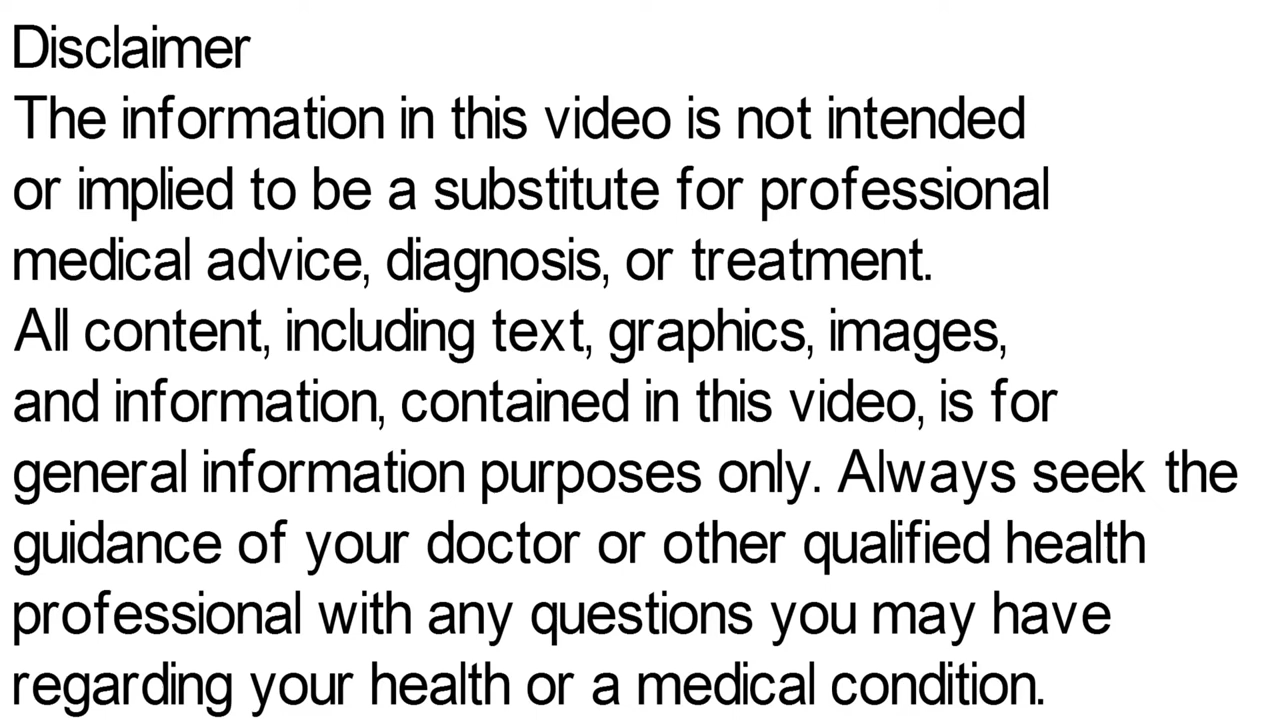 Disclaimer
The information in this video is not intended
or implied to be a substitute for professional
medical advice, diagnosis, or treatment.
All content, including text, graphics, images,
and information, contained in this video, is for
general information purposes only. Always seek the
guidance of your doctor or other qualified health
professional with any questions you may have
regarding your health or a medical condition.